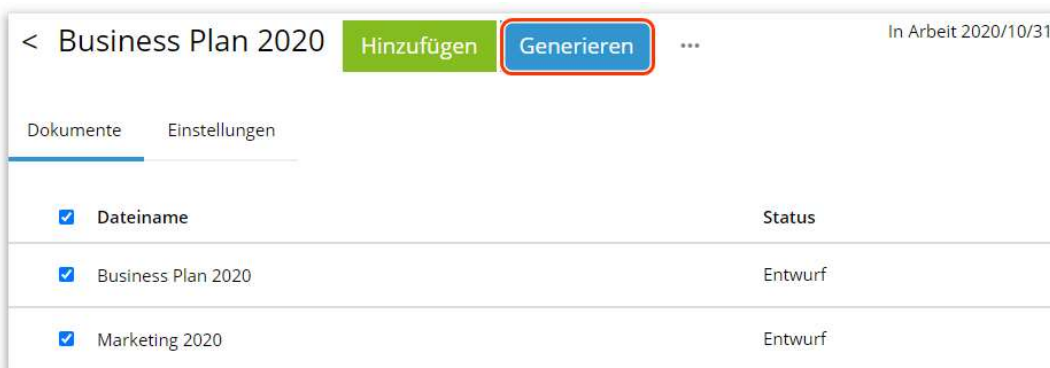 < Business Plan 2020 Hinzufügen Generieren ... In Arbeit 2020/10/31
Dokumente Einstellungen
Dateiname Status
Business Plan 2020 Entwurf
Marketing 2020 Entwurf